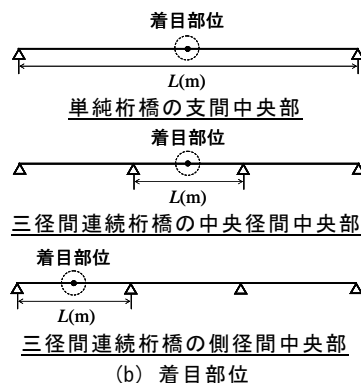 着目部位
L(m)
単純桁橋の支間中央部
着目部位
L(m)
三径間連続桁橋の中央径間中央部
着目部位
L(m)
三径間連続桁橋の側径間中央部
(b) 着目部位